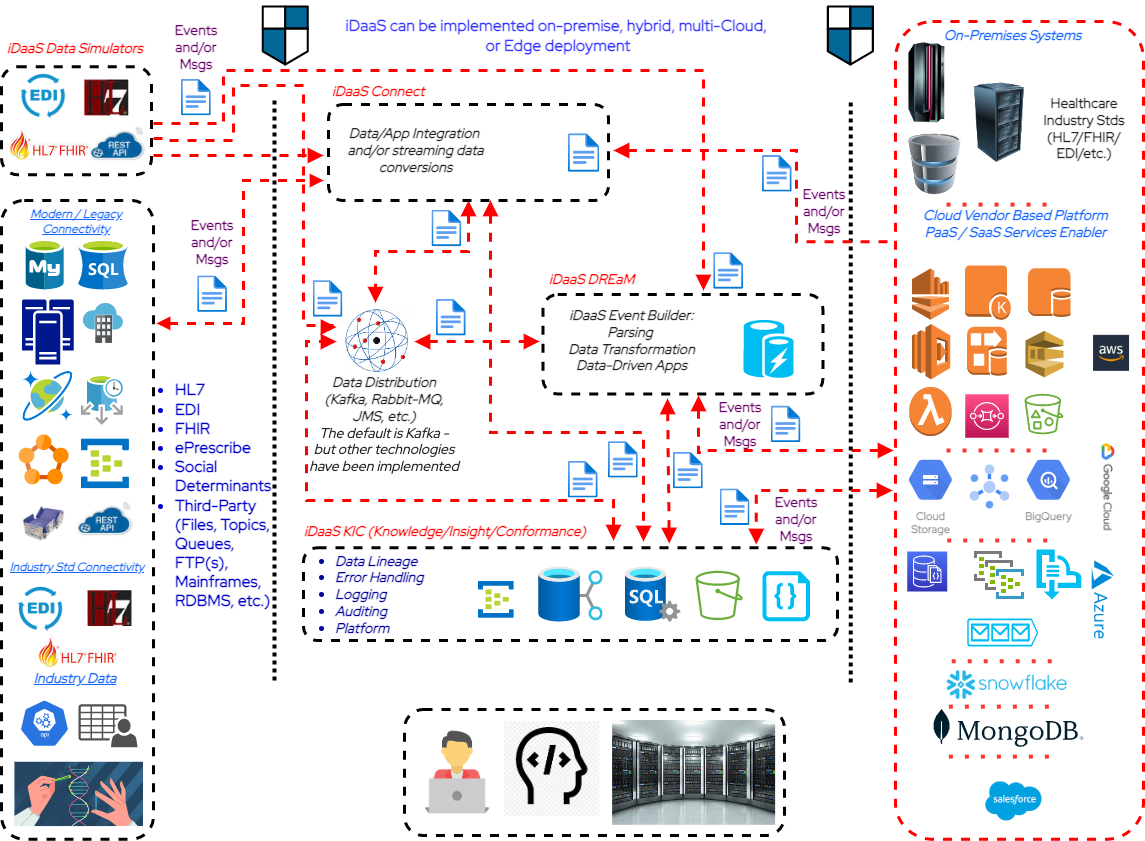 iDaaS can be implemented on-premise, hybrid, multi-Cloud,
or Edge deployment
iDaaS Data Simulators
EDI
H7
HL7 FHIR
REST
API
Events
and/or
Msgs
Modern / Legacy
Connectivity
My
SQL
REST
API
Industry Std Connectivity
EDI
H7
HL7 FHIR
Industry Data
api
Events
and/or
Msgs
• HL7
• EDI
• FHIR
• ePrescribe
• Social
Determinants
• Third-Party
(Files, Topics,
Queues,
FTP(s),
Mainframes,
RDBMS, etc.)
iDaaS Connect
Data/App Integration
and/or streaming data
conversions
Data Distribution
(Kafka, Rabbit-MQ,
JMS, etc.)
The default is Kafka -
but other technologies
have been implemented
iDaaS DREaM
iDaaS Event Builder:
Parsing
Data Transformation
Data-Driven Apps
Events
and/or
Msgs
Events
and/or
Msgs
Events
and/or
Msgs
iDaaS KIC (Knowledge/Insight/Conformance)
• Data Lineage
• Error Handling
• Logging
• Auditing
• Platform
SQL
{}
</>
On-Premises Systems
Healthcare
Industry Stds
(HL7/FHIR/
EDI/etc.)
Cloud Vendor Based Platform
PaaS / SaaS Services Enabler
K
aws
λ
Cloud
Storage
BigQuery
Google Cloud
Azure
snowflake
MongoDB
salesforce